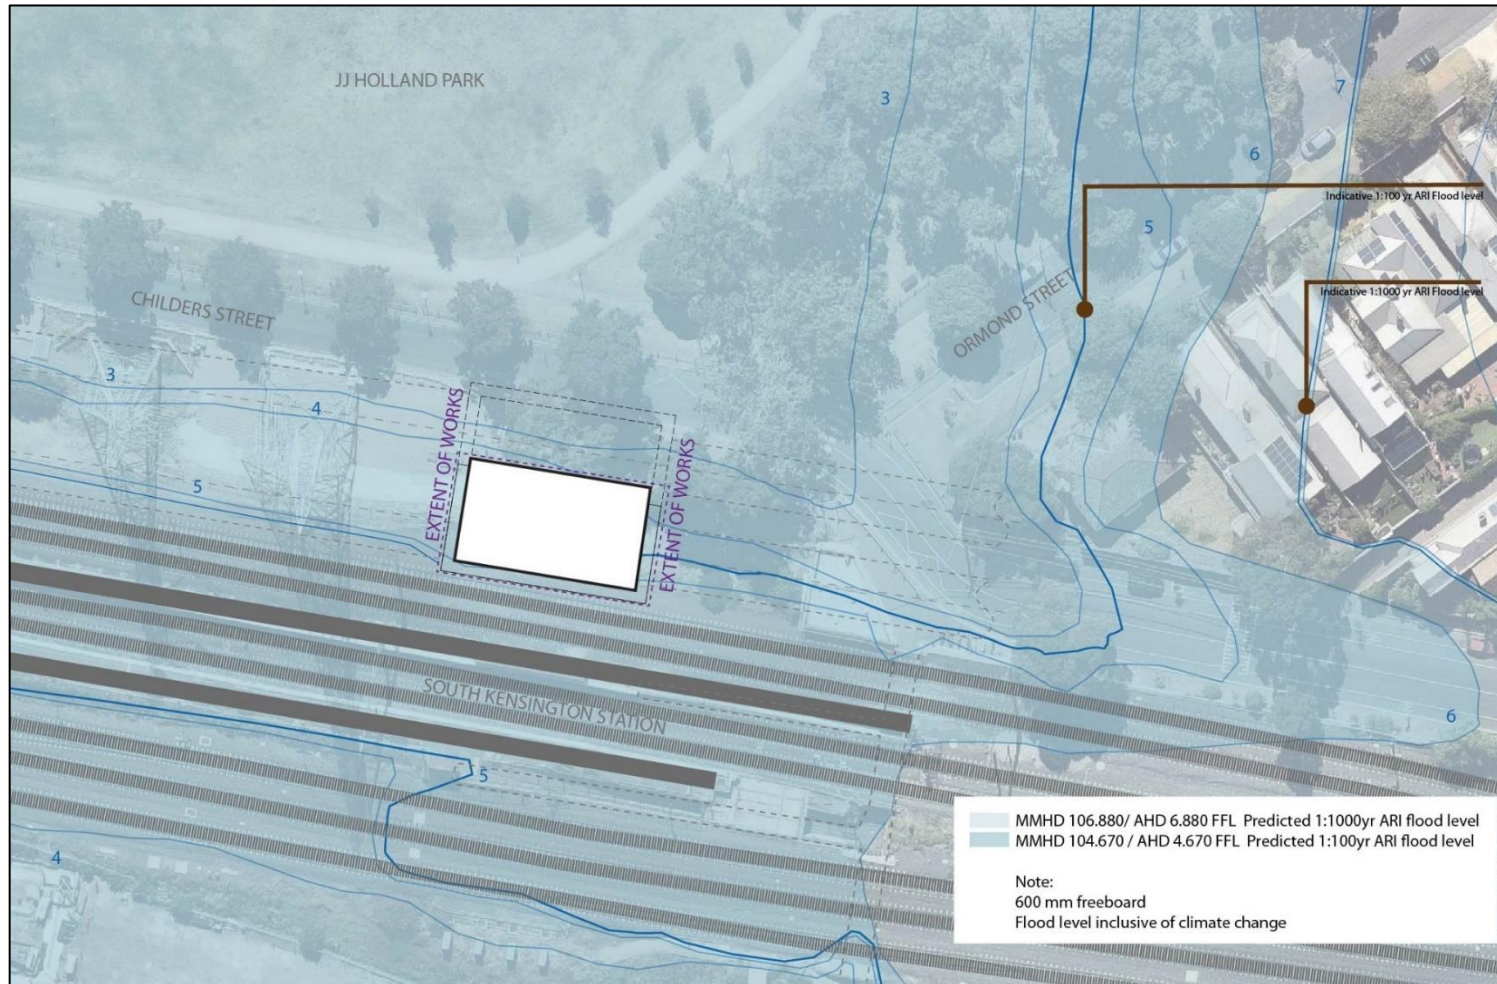 JJ HOLLAND PARK
3
7
6
Indicative 1:100 yr ARI Flood level
5
ORMOND STREET
Indicative 1:1000 yr ARI Flood level
CHILDERS STREET
3
4
EXTENT OF WORKS
EXTENT OF WORKS
5
SOUTH KENSINGTON STATION
6
5
4
MMHD 106.880/ AHD 6.880 FFL Predicted 1:1000yr ARI flood level
MMHD 104.670 / AHD 4.670 FFL Predicted 1:100yr ARI flood level
Note:
600 mm freeboard
Flood level inclusive of climate change